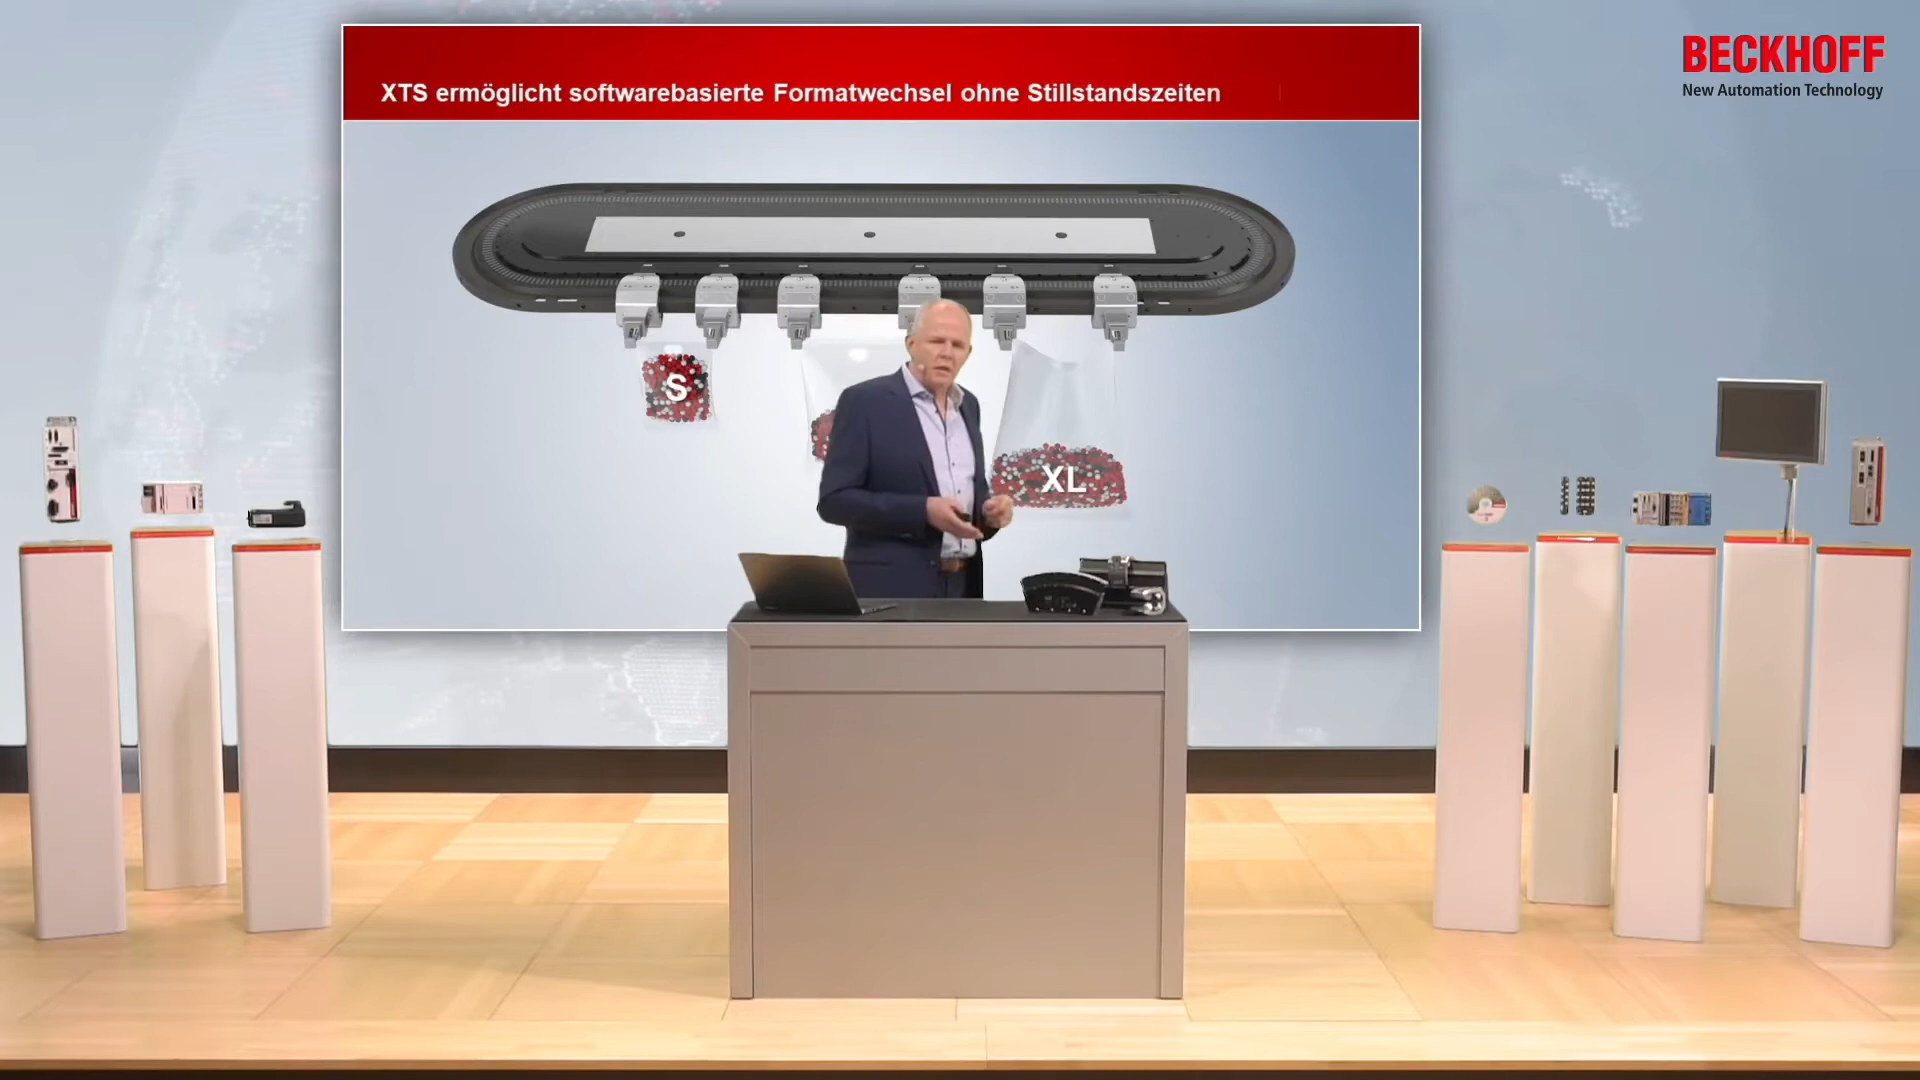 XTS ermöglicht softwarebasierte Formatwechsel ohne Stillstandszeiten
BECKHOFF
New Automation Technology
S
XL